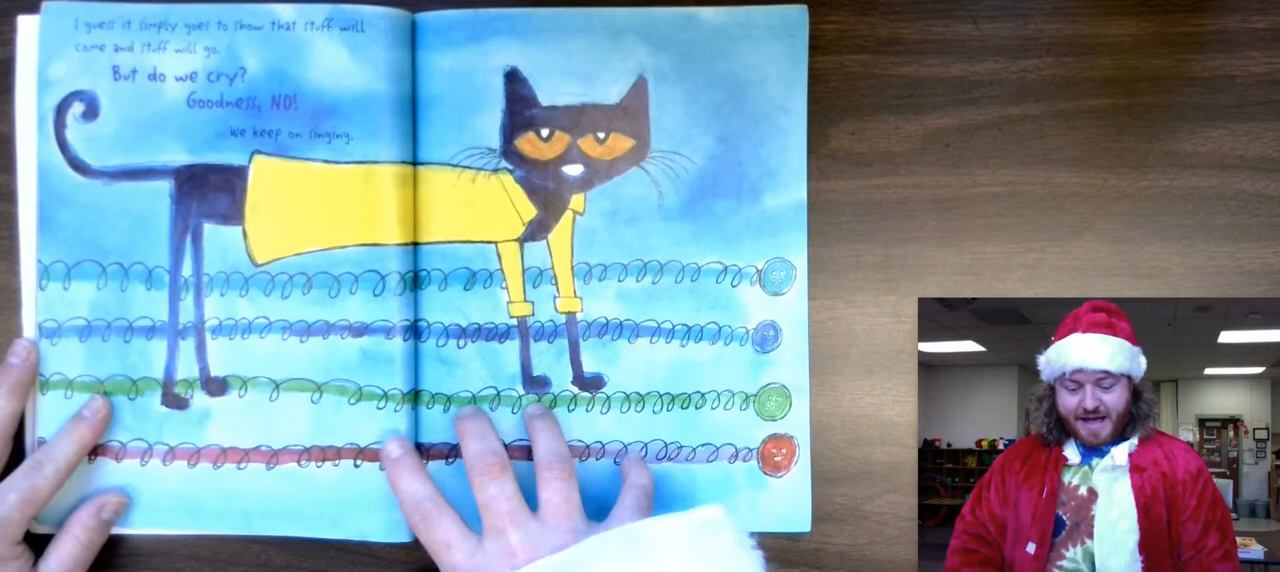 I guess it simply goes to show that stuff will
come and stuff will go.
But do we cry?
Goodness, NO!
We keep on singing.